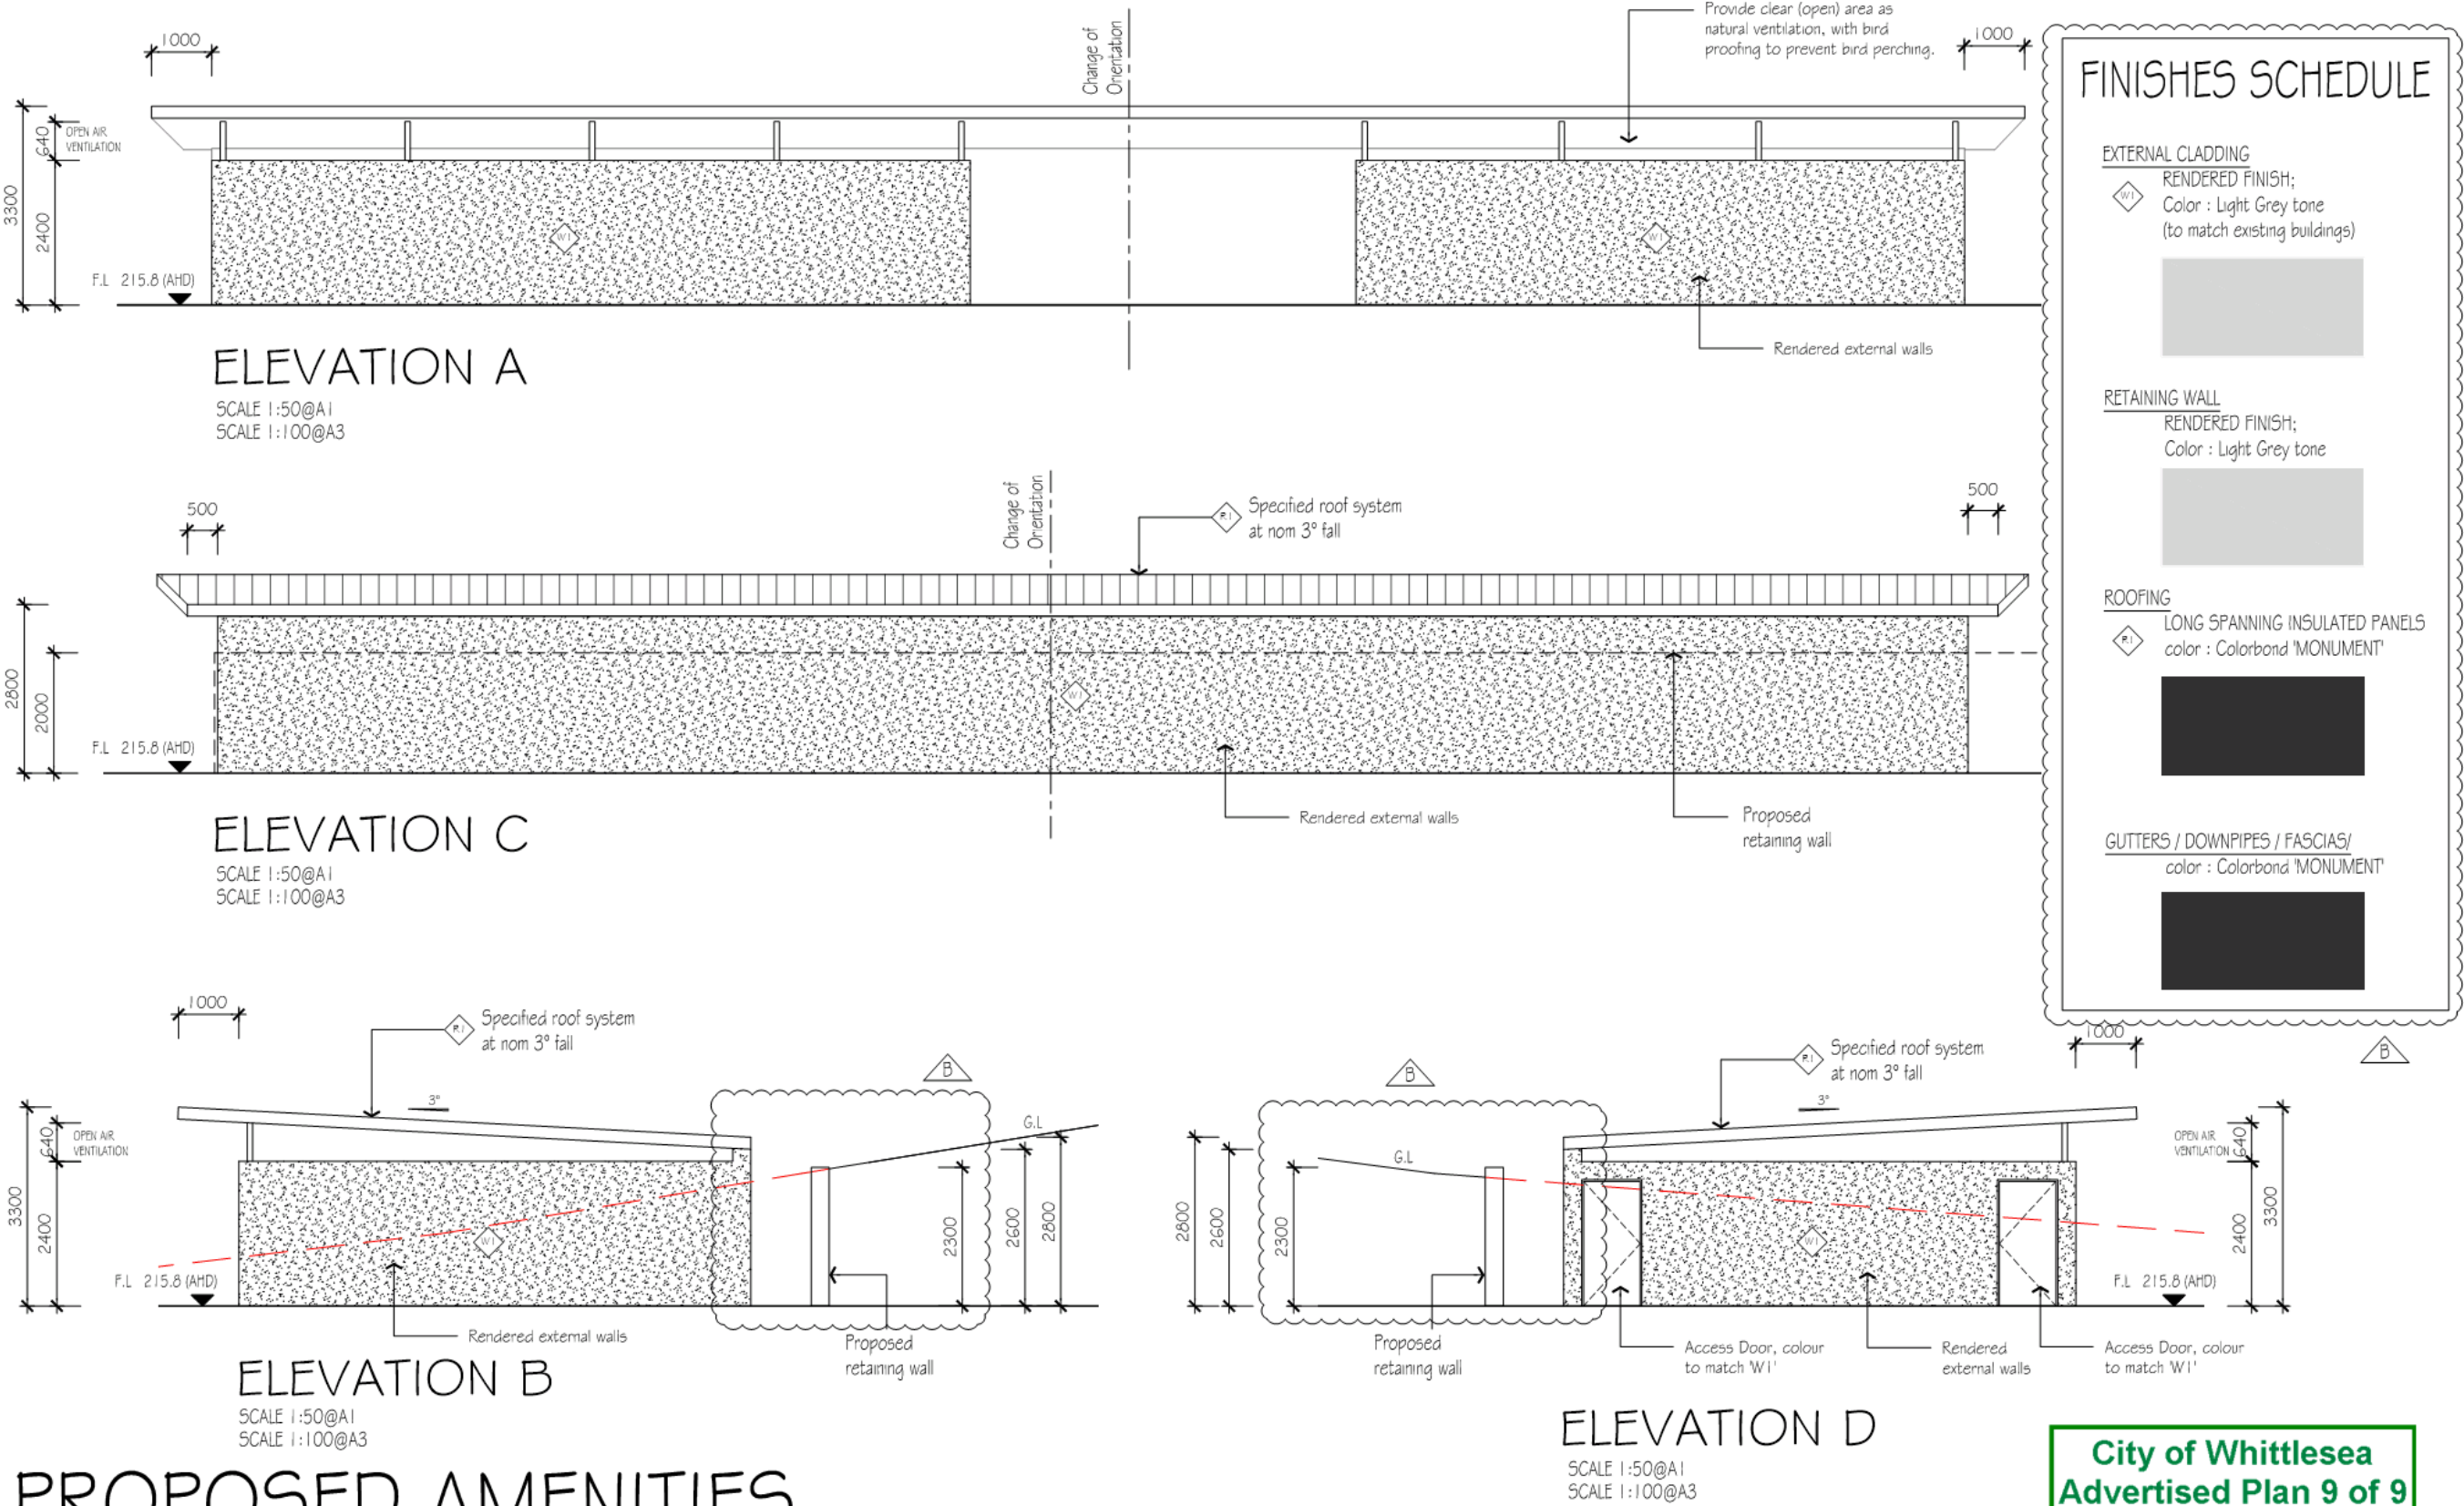 1000
Change of
Orientation
Provide clear (open) area as
natural ventilation, with bird
proofing to prevent bird perching.
1000
3300
640
OPEN AIR
VENTILATION
2400
F.L 215.8 (AHD)
W1
W1
Rendered external walls
ELEVATION A
SCALE 1:50@A1
SCALE 1:100@A3
500
Change of
Orientation
R1
Specified roof system
at nom 3° fall
500
2800
2000
F.L 215.8 (AHD)
W1
Rendered external walls
Proposed
retaining wall
ELEVATION C
SCALE 1:50@A1
SCALE 1:100@A3
FINISHES SCHEDULE
EXTERNAL CLADDING
W1
RENDERED FINISH;
Color : Light Grey tone
(to match existing buildings)
RETAINING WALL
RENDERED FINISH;
Color : Light Grey tone
ROOFING
R1
LONG SPANNING INSULATED PANELS
color : Colorbond 'MONUMENT'
GUTTERS / DOWNPIPES / FASCIAS/
color : Colorbond 'MONUMENT'
B
1000
R1
Specified roof system
at nom 3° fall
3°
B
G.L
3300
640
OPEN AIR
VENTILATION
2400
F.L 215.8 (AHD)
W1
2300
2600
2800
Rendered external walls
Proposed
retaining wall
ELEVATION B
SCALE 1:50@A1
SCALE 1:100@A3
B
R1
Specified roof system
at nom 3° fall
1000
3°
G.L
2800
2600
2300
W1
OPEN AIR
VENTILATION
640
2400
3300
F.L 215.8 (AHD)
Proposed
retaining wall
Access Door, colour
to match 'W1'
Rendered
external walls
Access Door, colour
to match 'W1'
ELEVATION D
SCALE 1:50@A1
SCALE 1:100@A3
PROPOSED AMENITIES
City of Whittlesea
Advertised Plan 9 of 9